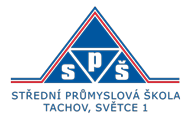 SPŠ
STŘEDNÍ PRŮMYSLOVÁ ŠKOLA
TACHOV, SVĚTCE 1